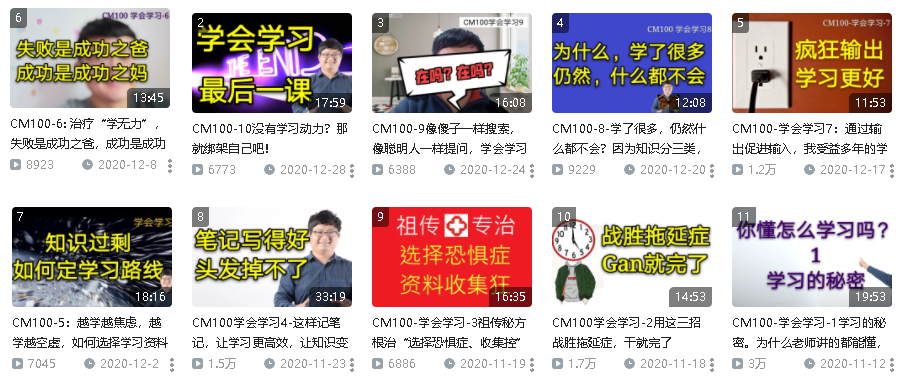 6
CM100 学会学习-6
失败是成功之爸
成功是成功之妈
13:45
CM100-6: 治疗“学无力”，
失败是成功之爸，成功是成功
8923
2020-12-8
2
学会学习
最后一课
17:59
CM100-10没有学习动力？那
就绑架自己吧!
6773
2020-12-28
3
CM100学会学习9
在吗? 在吗?
16:08
CM100-9像傻子一样搜索，
像聪明人一样提问，学会学习
6388
2020-12-24
4
CM100-学会学习8
为什么，学了很多
仍然，什么都不会
12:08
CM100-8-学了很多，仍然什
么都不会？因为知识分三类，
9229
2020-12-20
5
CM100-学会学习-7
疯狂输出
学习更好
11:53
CM100-学会学习7：通过输
出促进输入，我受益多年的学
1.2万
2020-12-17
7
学会学习
知识过剩
如何定学习路线
18:16
CM100-5：越学越焦虑，越
学越空虚，如何选择学习资料
7045
2020-12-2
8
笔记写得好
头发掉不了
33:19
CM100学会学习4-这样记笔
记，让学习更高效，让知识变
1.5万
2020-11-23
9
祖传 专治
选择恐惧症
资料收集狂
16:35
CM100-学会学习-3祖传秘方
根治“选择恐惧症、收集控”
6886
2020-11-19
10
战胜拖延症
Gan就完了
14:53
CM100-学会学习-2用这三招
战胜拖延症，干就完了
1.7万
2020-11-18
11
你懂怎么学习吗?
1
学习的秘密
19:53
CM100-学会学习-1学习的秘
密。为什么老师讲的都能懂，
3万
2020-11-12